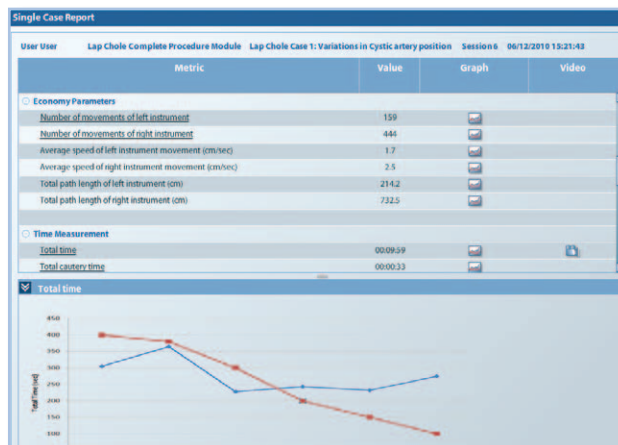 Single Case Report
User User Lap Chole Complete Procedure Module Lap Chole Case 1: Variations in Cystic artery position Session 6 06/12/2010 15:21:43
Metric Value Graph Video
Economy Parameters
Number of movements of left instrument 159
Number of movements of right instrument 444
Average speed of left instrument movement (cm/sec) 1.7
Average speed of right instrument movement (cm/sec) 2.5
Total path length of left instrument (cm) 214.2
Total path length of right instrument (cm) 732.5
Time Measurement
Total time 00:09:59
Total cautery time 00:00:33
Total time
450
400
350
300
250
200
150
100
Total Time (sec)